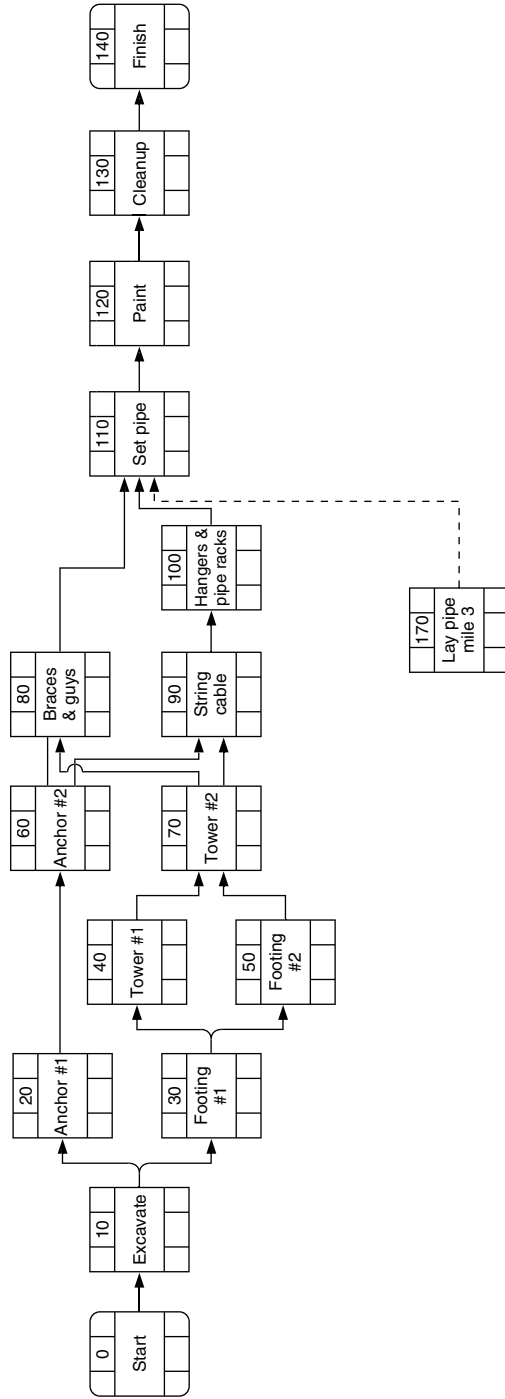 0
Start
10
Excavate
20
Anchor #1
30
Footing
#1
40
Tower #1
50
Footing
#2
60
Anchor #2
70
Tower #2
80
Braces
& guys
90
String
cable
100
Hangers &
pipe racks
110
Set pipe
120
Paint
130
Cleanup
140
Finish
170
Lay pipe
mile 3